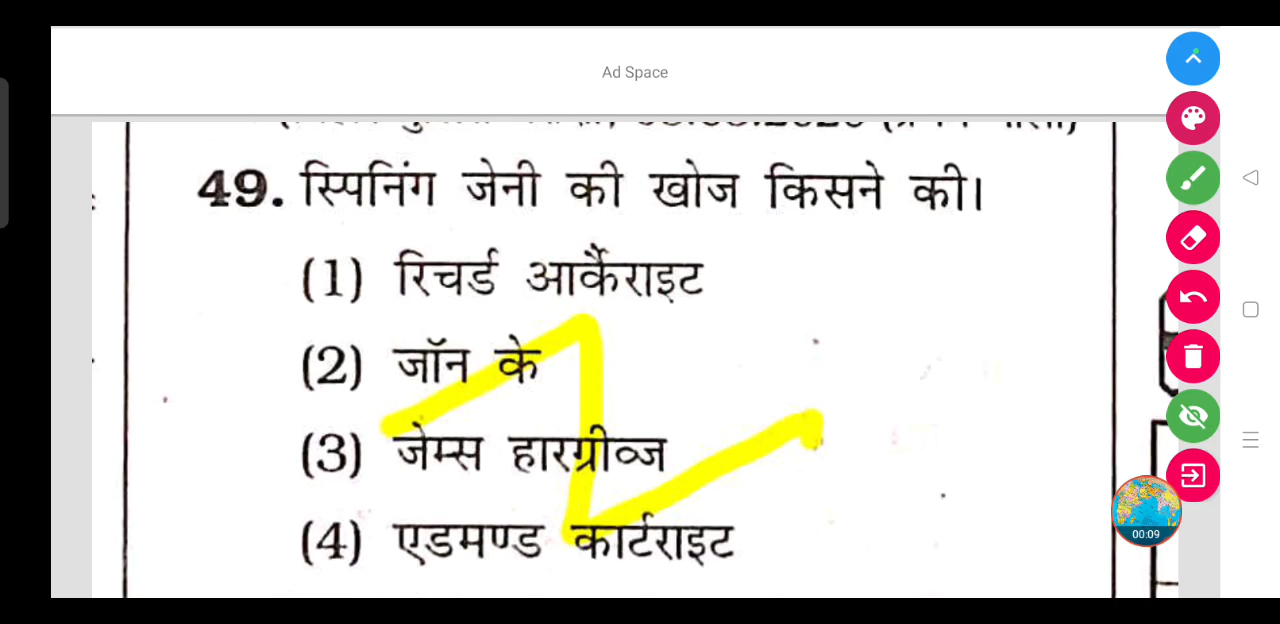 Ad Space
49. स्पिनिंग जेनी की खोज किसने की।
(1) रिचर्ड आर्कैराइट
(2) जॉन के
(3) जेम्स हारग्रीव्ज
(4) एडमण्ड कार्टराइट
00:09